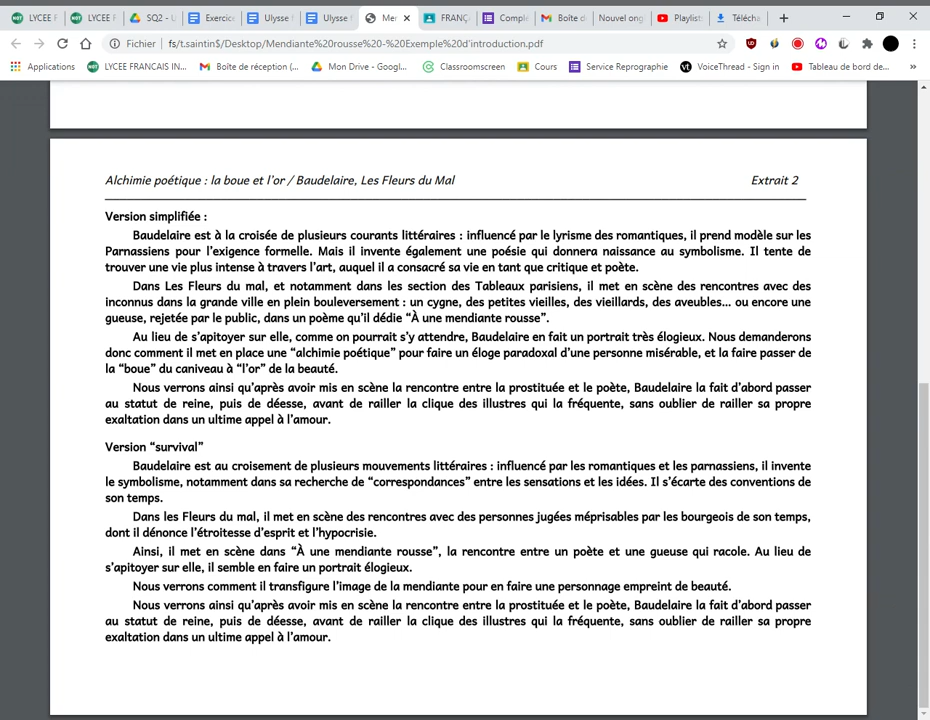 LYCEE F
LYCEE F
SQ2 - U
Exercice
Ulysse
Ulysse
Me
FRANÇ
Comple
Boîte d
Nouvel ong
Playlist
Télécha
Fichier | fs/t.saintin$/Desktop/Mendiante%20rousse%20-%20Exemple%20d'introduction.pdf
Applications
LYCEE FRANCAIS IN...
Boîte de réception (...
Mon Drive - Googl...
Classroomscreen
Cours
Service Reprographie
VoiceThread - Sign in
Tableau de bord de...
Alchimie poétique : la boue et l'or / Baudelaire, Les Fleurs du Mal
Extrait 2
Version simplifiée :
Baudelaire est à la croisée de plusieurs courants littéraires : influencé par le lyrisme des romantiques, il prend modèle sur les
Parnassiens pour l'exigence formelle. Mais il invente également une poésie qui donnera naissance au symbolisme. Il tente de
trouver une vie plus intense à travers l'art, auquel il a consacré sa vie en tant que critique et poète.
Dans Les Fleurs du mal, et notamment dans les section des Tableaux parisiens, il met en scène des rencontres avec des
inconnus dans la grande ville en plein bouleversement : un cygne, des petites vieilles, des vieillards, des aveubles... ou encore une
gueuse, rejetée par le public, dans un poème qu'il dédie “À une mendiante rousse”.
Au lieu de s'apitoyer sur elle, comme on pourrait s'y attendre, Baudelaire en fait un portrait très élogieux. Nous demanderons
donc comment il met en place une “alchimie poétique” pour faire un éloge paradoxal d'une personne misérable, et la faire passer de
la “boue” du caniveau à “l'or” de la beauté.
Nous verrons ainsi qu'après avoir mis en scène la rencontre entre la prostituée et le poète, Baudelaire la fait d'abord passer
au statut de reine, puis de déesse, avant de railler la clique des illustres qui la fréquente, sans oublier de railler sa propre
exaltation dans un ultime appel à l'amour.
Version “survival”
Baudelaire est au croisement de plusieurs mouvements littéraires : influencé par les romantiques et les parnassiens, il invente
le symbolisme, notamment dans sa recherche de “correspondances” entre les sensations et les idées. Il s'écarte des conventions de
son temps.
Dans les Fleurs du mal, il met en scène des rencontres avec des personnes jugées méprisables par les bourgeois de son temps,
dont il dénonce l'étroitesse d'esprit et l'hypocrisie.
Ainsi, il met en scène dans “À une mendiante rousse”, la rencontre entre un poète et une gueuse qui racole. Au lieu de
s'apitoyer sur elle, il semble en faire un portrait élogieux.
Nous verrons comment il transfigure l'image de la mendiante pour en faire une personnage empreint de beauté.
Nous verrons ainsi qu'après avoir mis en scène la rencontre entre la prostituée et le poète, Baudelaire la fait d'abord passer
au statut de reine, puis de déesse, avant de railler la clique des illustres qui la fréquente, sans oublier de railler sa propre
exaltation dans un ultime appel à l'amour.